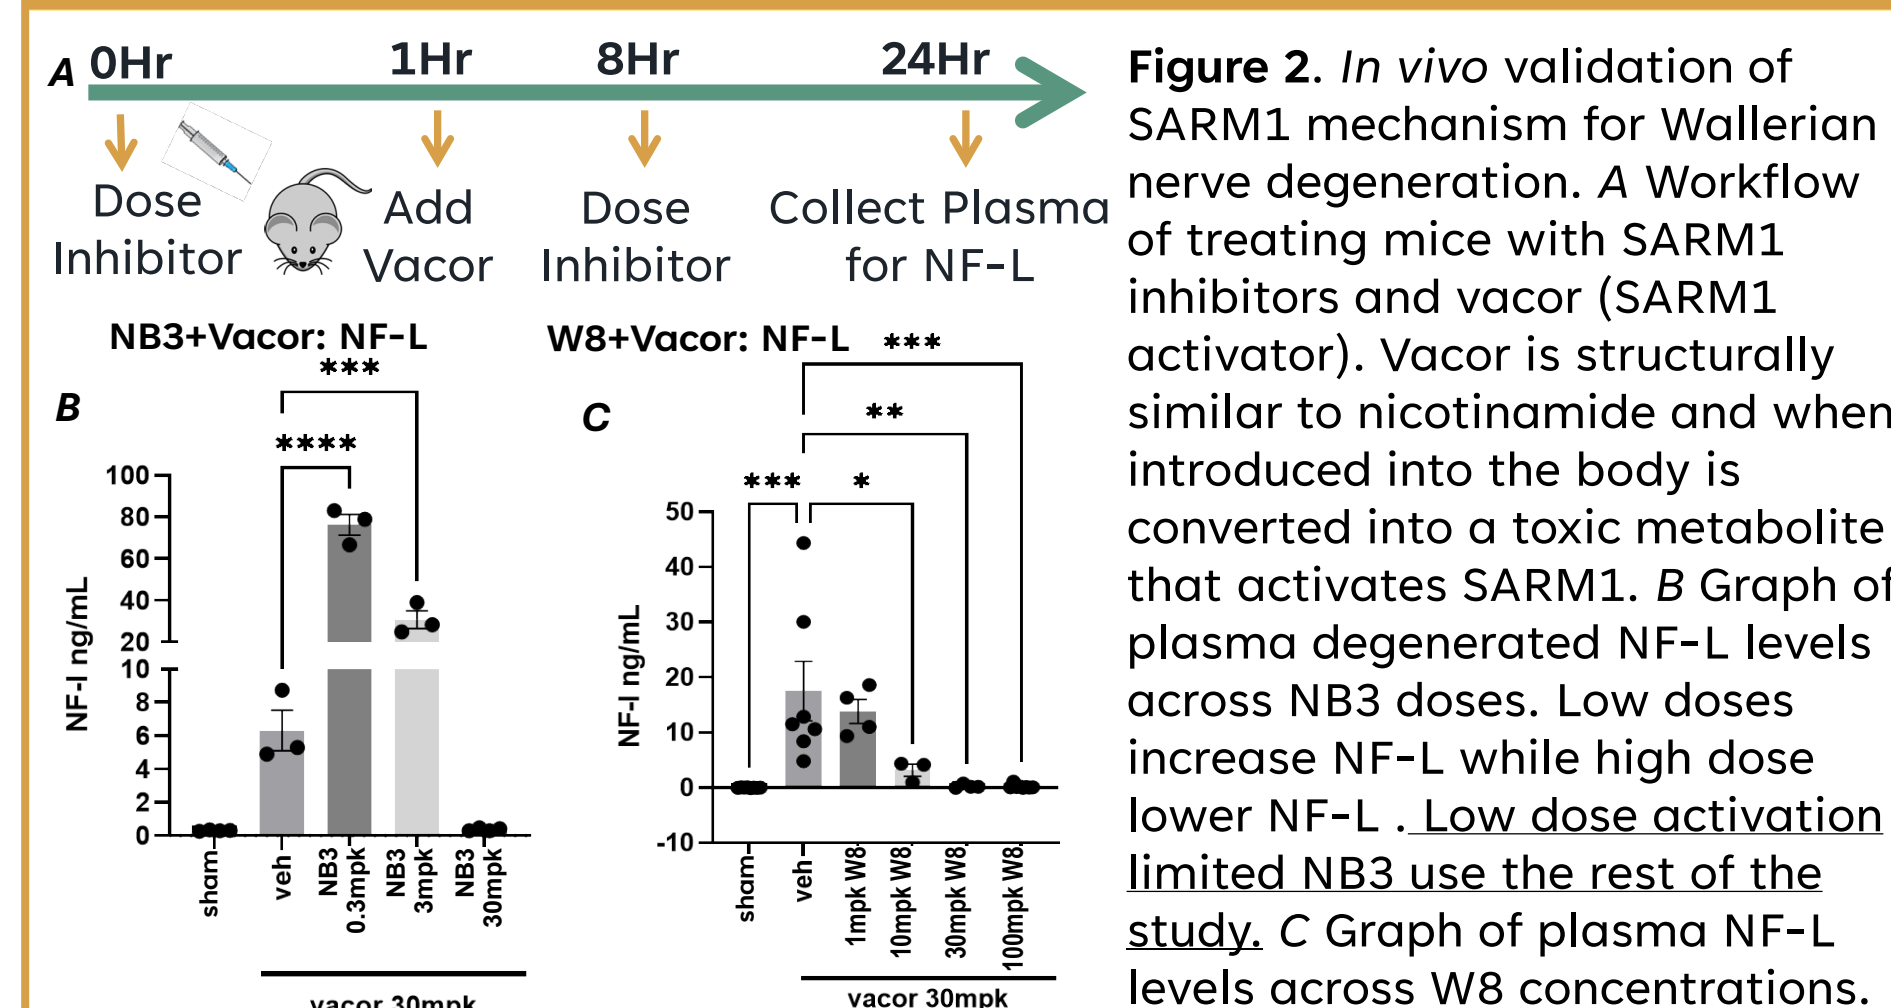 A
0Hr 1Hr 8Hr 24Hr
Dose Inhibitor
Add Vacor
Dose Inhibitor
Collect Plasma for NF-L
NB3+Vacor: NF-L
B
***
****
NF-l ng/mL
100
80
60
40
20
10
8
6
4
2
0
sham
veh
NB3 0.3mpk
NB3 3mpk
NB3 30mpk
vacor 30mpk
W8+Vacor: NF-L
C
***
**
***
*
NF-l ng/mL
50
40
30
20
10
0
-10
sham
veh
1mpk W8
10mpk W8
30mpk W8
100mpk W8
vacor 30mpk
Figure 2. In vivo validation of
SARM1 mechanism for Wallerian
nerve degeneration. A Workflow
of treating mice with SARM1
inhibitors and vacor (SARM1
activator). Vacor is structurally
similar to nicotinamide and when
introduced into the body is
converted into a toxic metabolite
that activates SARM1. B Graph of
plasma degenerated NF-L levels
across NB3 doses. Low doses
increase NF-L while high dose
lower NF-L . Low dose activation
limited NB3 use the rest of the
study. C Graph of plasma NF-L
levels across W8 concentrations.